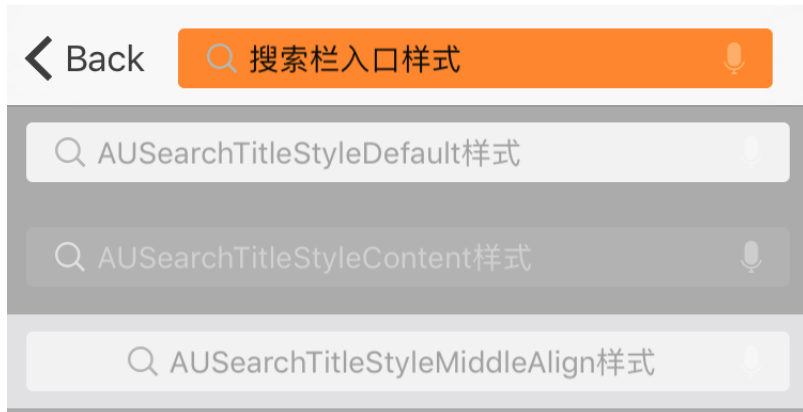 Back 搜索栏入口样式
AUSearchTitleStyleDefault样式
AUSearchTitleStyleContent样式
AUSearchTitleStyleMiddleAlign样式